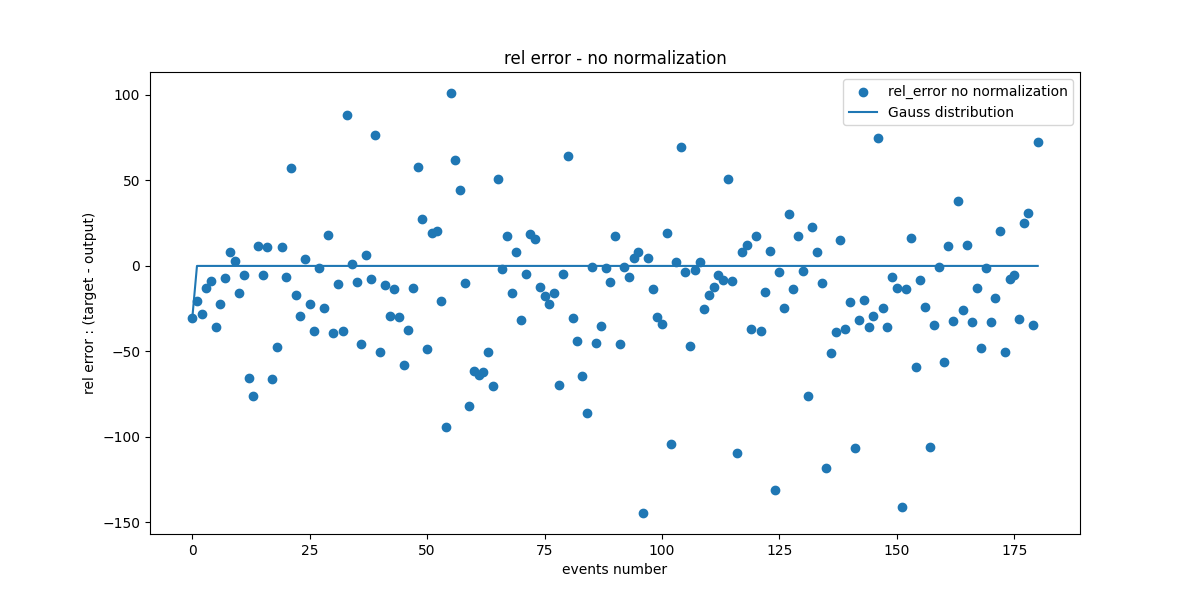 rel error - no normalization
rel_error no normalization
Gauss distribution
rel error : (target - output)
100
50
0
−50
−100
−150
0
25
50
75
100
125
150
175
events number